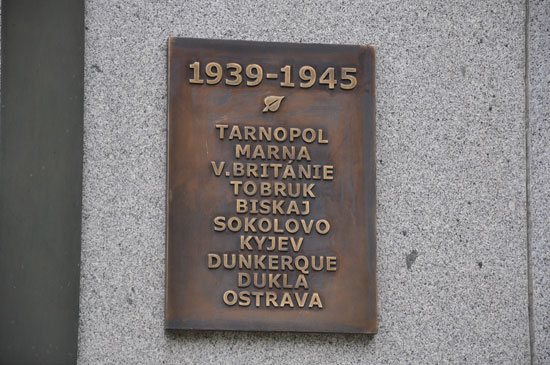 1939-1945
TARNOPOL
MARNA
V.BRITÁNIE
TOBRUK
BISKAJ
SOKOLOVO
KYJEV
DUNKERQUE
DUKLA
OSTRAVA